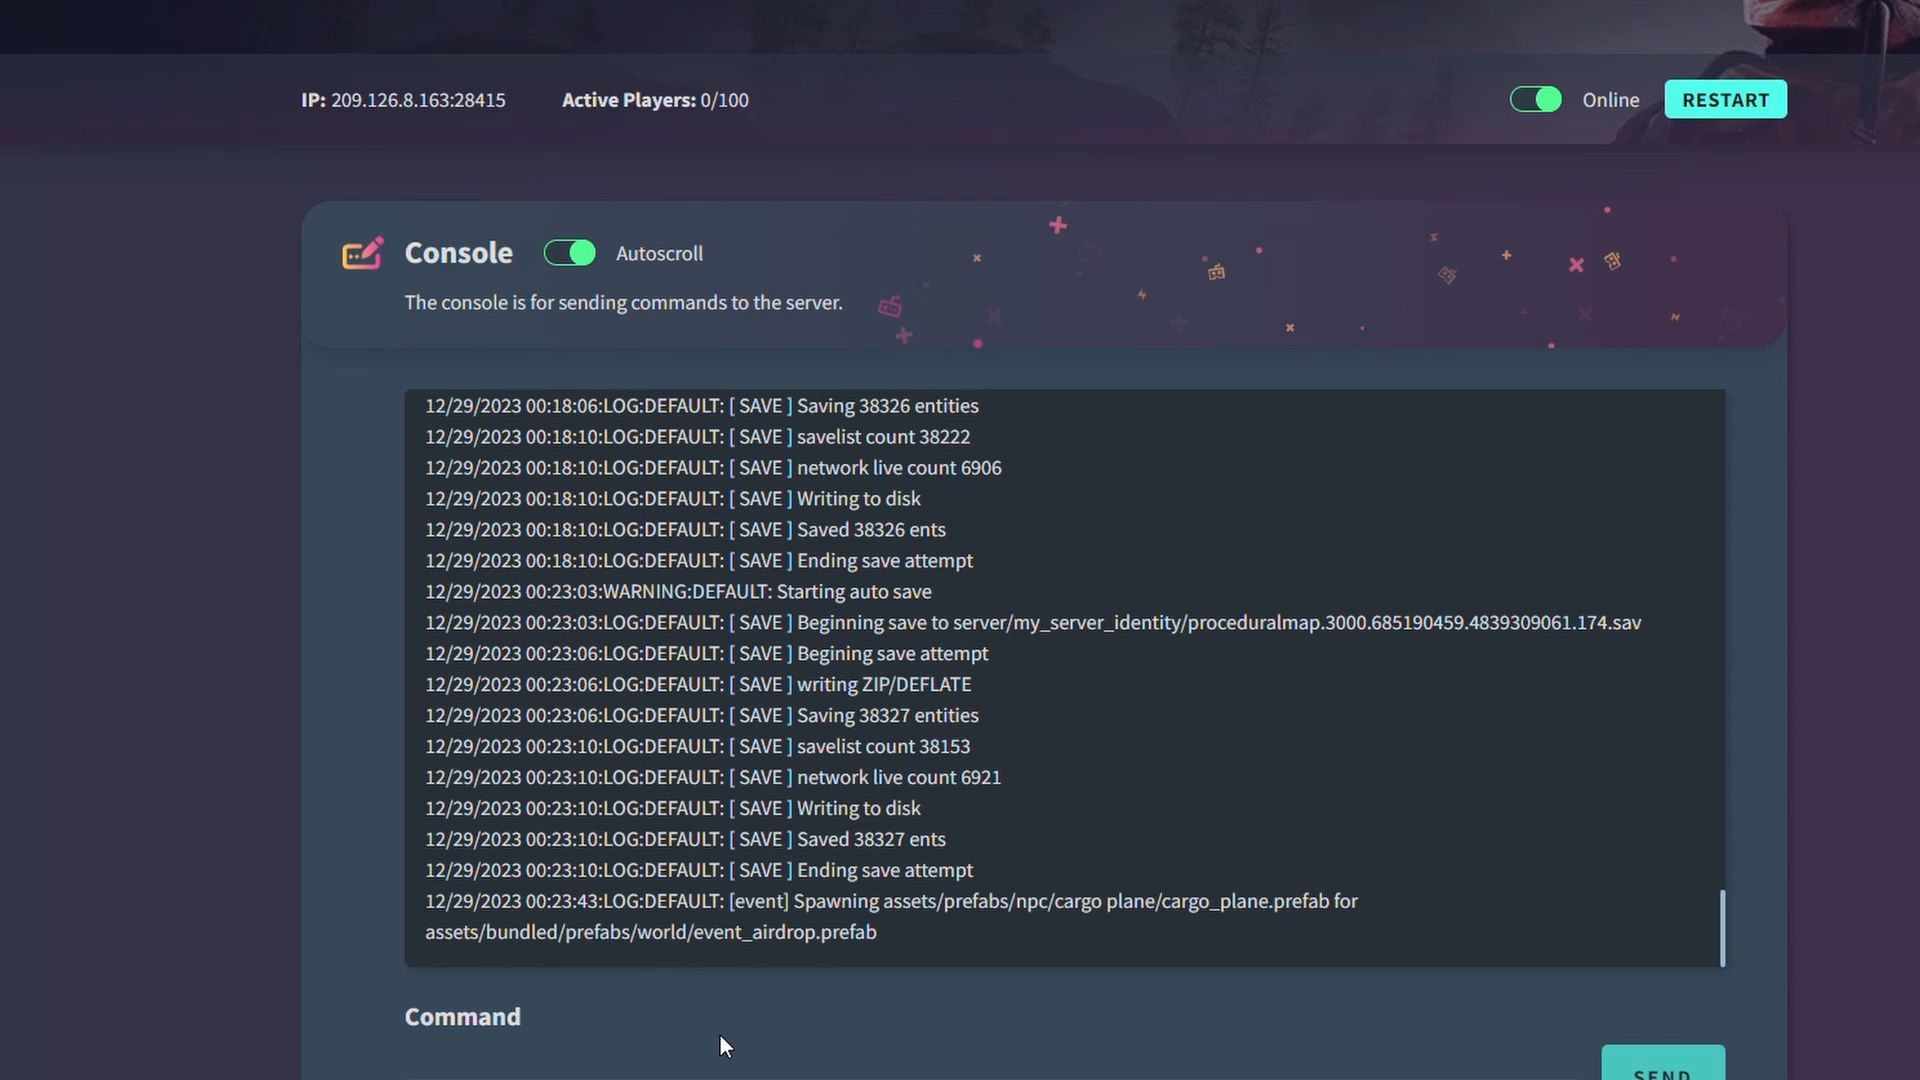 IP: 209.126.8.163:28415 Active Players: 0/100 Online RESTART
Console Autoscroll
The console is for sending commands to the server.
12/29/2023 00:18:06:LOG:DEFAULT: [ SAVE ] Saving 38326 entities
12/29/2023 00:18:10:LOG:DEFAULT: [ SAVE ] savelist count 38222
12/29/2023 00:18:10:LOG:DEFAULT: [ SAVE ] network live count 6906
12/29/2023 00:18:10:LOG:DEFAULT: [ SAVE ] Writing to disk
12/29/2023 00:18:10:LOG:DEFAULT: [ SAVE ] Saved 38326 ents
12/29/2023 00:18:10:LOG:DEFAULT: [ SAVE ] Ending save attempt
12/29/2023 00:23:03:WARNING:DEFAULT: Starting auto save
12/29/2023 00:23:03:LOG:DEFAULT: [ SAVE ] Beginning save to server/my_server_identity/proceduralmap.3000.685190459.4839309061.174.sav
12/29/2023 00:23:06:LOG:DEFAULT: [ SAVE ] Begining save attempt
12/29/2023 00:23:06:LOG:DEFAULT: [ SAVE ] writing ZIP/DEFLATE
12/29/2023 00:23:06:LOG:DEFAULT: [ SAVE ] Saving 38327 entities
12/29/2023 00:23:10:LOG:DEFAULT: [ SAVE ] savelist count 38153
12/29/2023 00:23:10:LOG:DEFAULT: [ SAVE ] network live count 6921
12/29/2023 00:23:10:LOG:DEFAULT: [ SAVE ] Writing to disk
12/29/2023 00:23:10:LOG:DEFAULT: [ SAVE ] Saved 38327 ents
12/29/2023 00:23:10:LOG:DEFAULT: [ SAVE ] Ending save attempt
12/29/2023 00:23:43:LOG:DEFAULT: [event] Spawning assets/prefabs/npc/cargo plane/cargo_plane.prefab for
assets/bundled/prefabs/world/event_airdrop.prefab
Command
SEND